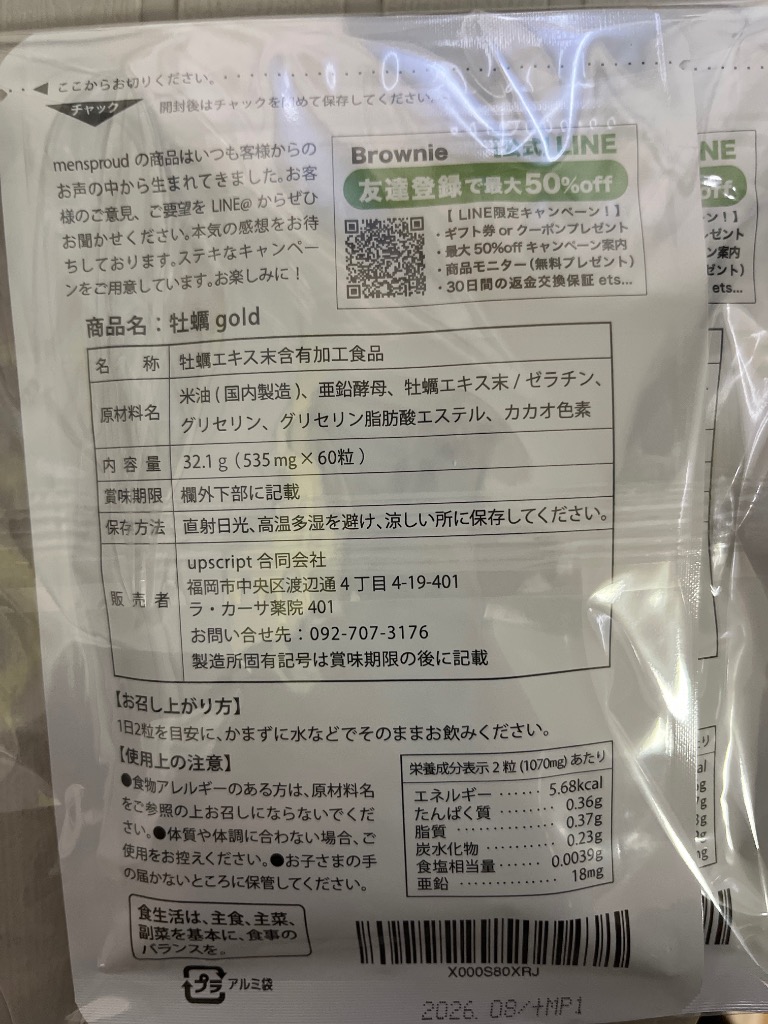 ここからお切りください。
チャック
開封後はチャックを閉めて保存してください。
mensproud の商品はいつも客様からの
お声の中から生まれてきました。お客
様のご意見、ご要望を LINE@ からぜひ
お聞かせください。本気の感想をお待
ちしております。ステキなキャンペー
ンをご用意しています。お楽しみに！
Brownie 公式 LINE
友達登録で最大50%off
【 LINE限定キャンペーン！】
・ギフト券 or クーポンプレゼント
・最大 50%off キャンペーン案内
・商品モニター（無料プレゼント）
・30日間の返金交換保証 ets...
商品名：牡蠣 gold
名 称 牡蠣エキス末含有加工食品
原材料名 米油（国内製造）、亜鉛酵母、牡蠣エキス末 / ゼラチン、
グリセリン、グリセリン脂肪酸エステル、カカオ色素
内 容 量 32.1 g（535 mg × 60粒）
賞味期限 欄外下部に記載
保存方法 直射日光、高温多湿を避け、涼しい所に保存してください。
販 売 者 upscript 合同会社
福岡市中央区渡辺通 4 丁目 4-19-401
ラ・カーサ薬院 401
お問い合せ先：092-707-3176
製造所固有記号は賞味期限の後に記載
【お召し上がり方】
1日2粒を目安に、かまずに水などでそのままお飲みください。
【使用上の注意】
●食物アレルギーのある方は、原材料名
をご参照の上お召しにならないでくだ
さい。●体質や体調に合わない場合、ご
使用をお控えください。●お子さまの手
の届かないところに保管してください。
栄養成分表示 2 粒 (1070mg) あたり
エネルギー ······ 5.68kcal
たんぱく質 ·········· 0.36g
脂質 ················ 0.37g
炭水化物 ············ 0.23g
食塩相当量 ······· 0.0039g
亜鉛 ················ 18mg
食生活は、主食、主菜、
副菜を基本に、食事の
バランスを。
プラ アルミ袋
X000S80XRJ
2026. 08/+MP1
NE
off
ン！】
レゼント
ン案内
ゼント）
ets...